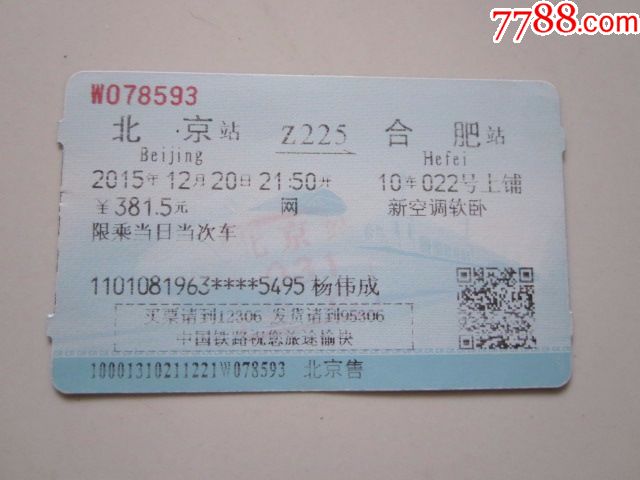 7788.com
W078593
北京站 Z225 合肥站
Beijing Hefei
2015年12月20日21:50开 10车022号上铺
￥381.5元 网 新空调软卧
限乘当日当次车
1101081963****5495杨伟成
买票请到12306 发货请到95306
中国铁路祝您旅途愉快
10001310211221W078593 北京售